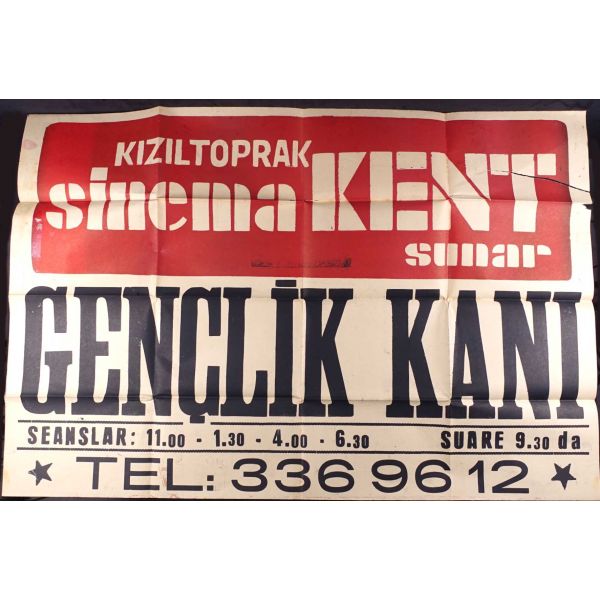 KIZILTOPRAK
sinema KENT
sunar
GENÇLİK KANI
SEANSLAR: 11.00 - 1.30 - 4.00 - 6.30 SUARE 9.30 da
★ TEL: 336 96 12 ★